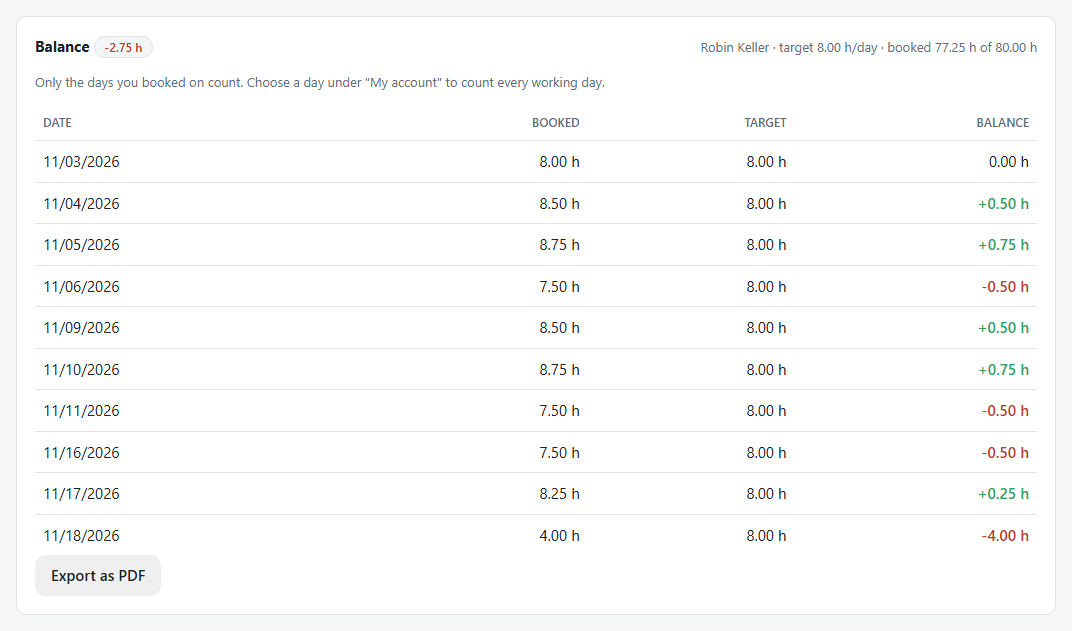 Balance -2.75 h Robin Keller · target 8.00 h/day · booked 77.25 h of 80.00 h
Only the days you booked on count. Choose a day under "My account" to count every working day.
DATE BOOKED TARGET BALANCE
11/03/2026 8.00 h 8.00 h 0.00 h
11/04/2026 8.50 h 8.00 h +0.50 h
11/05/2026 8.75 h 8.00 h +0.75 h
11/06/2026 7.50 h 8.00 h -0.50 h
11/09/2026 8.50 h 8.00 h +0.50 h
11/10/2026 8.75 h 8.00 h +0.75 h
11/11/2026 7.50 h 8.00 h -0.50 h
11/16/2026 7.50 h 8.00 h -0.50 h
11/17/2026 8.25 h 8.00 h +0.25 h
11/18/2026 4.00 h 8.00 h -4.00 h
Export as PDF